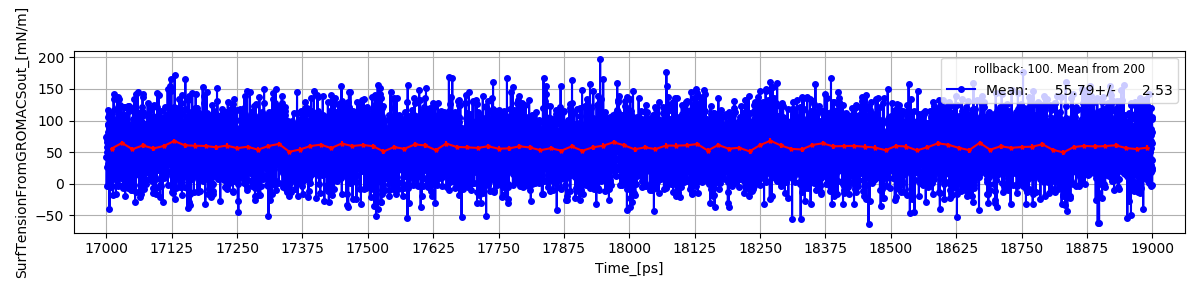 SurfTensionFromGROMACSout_[mN/m]
200
150
100
50
0
−50
rollback: 100. Mean from 200
Mean: 55.79+/- 2.53
17000 17125 17250 17375 17500 17625 17750 17875 18000 18125 18250 18375 18500 18625 18750 18875 19000
Time_[ps]